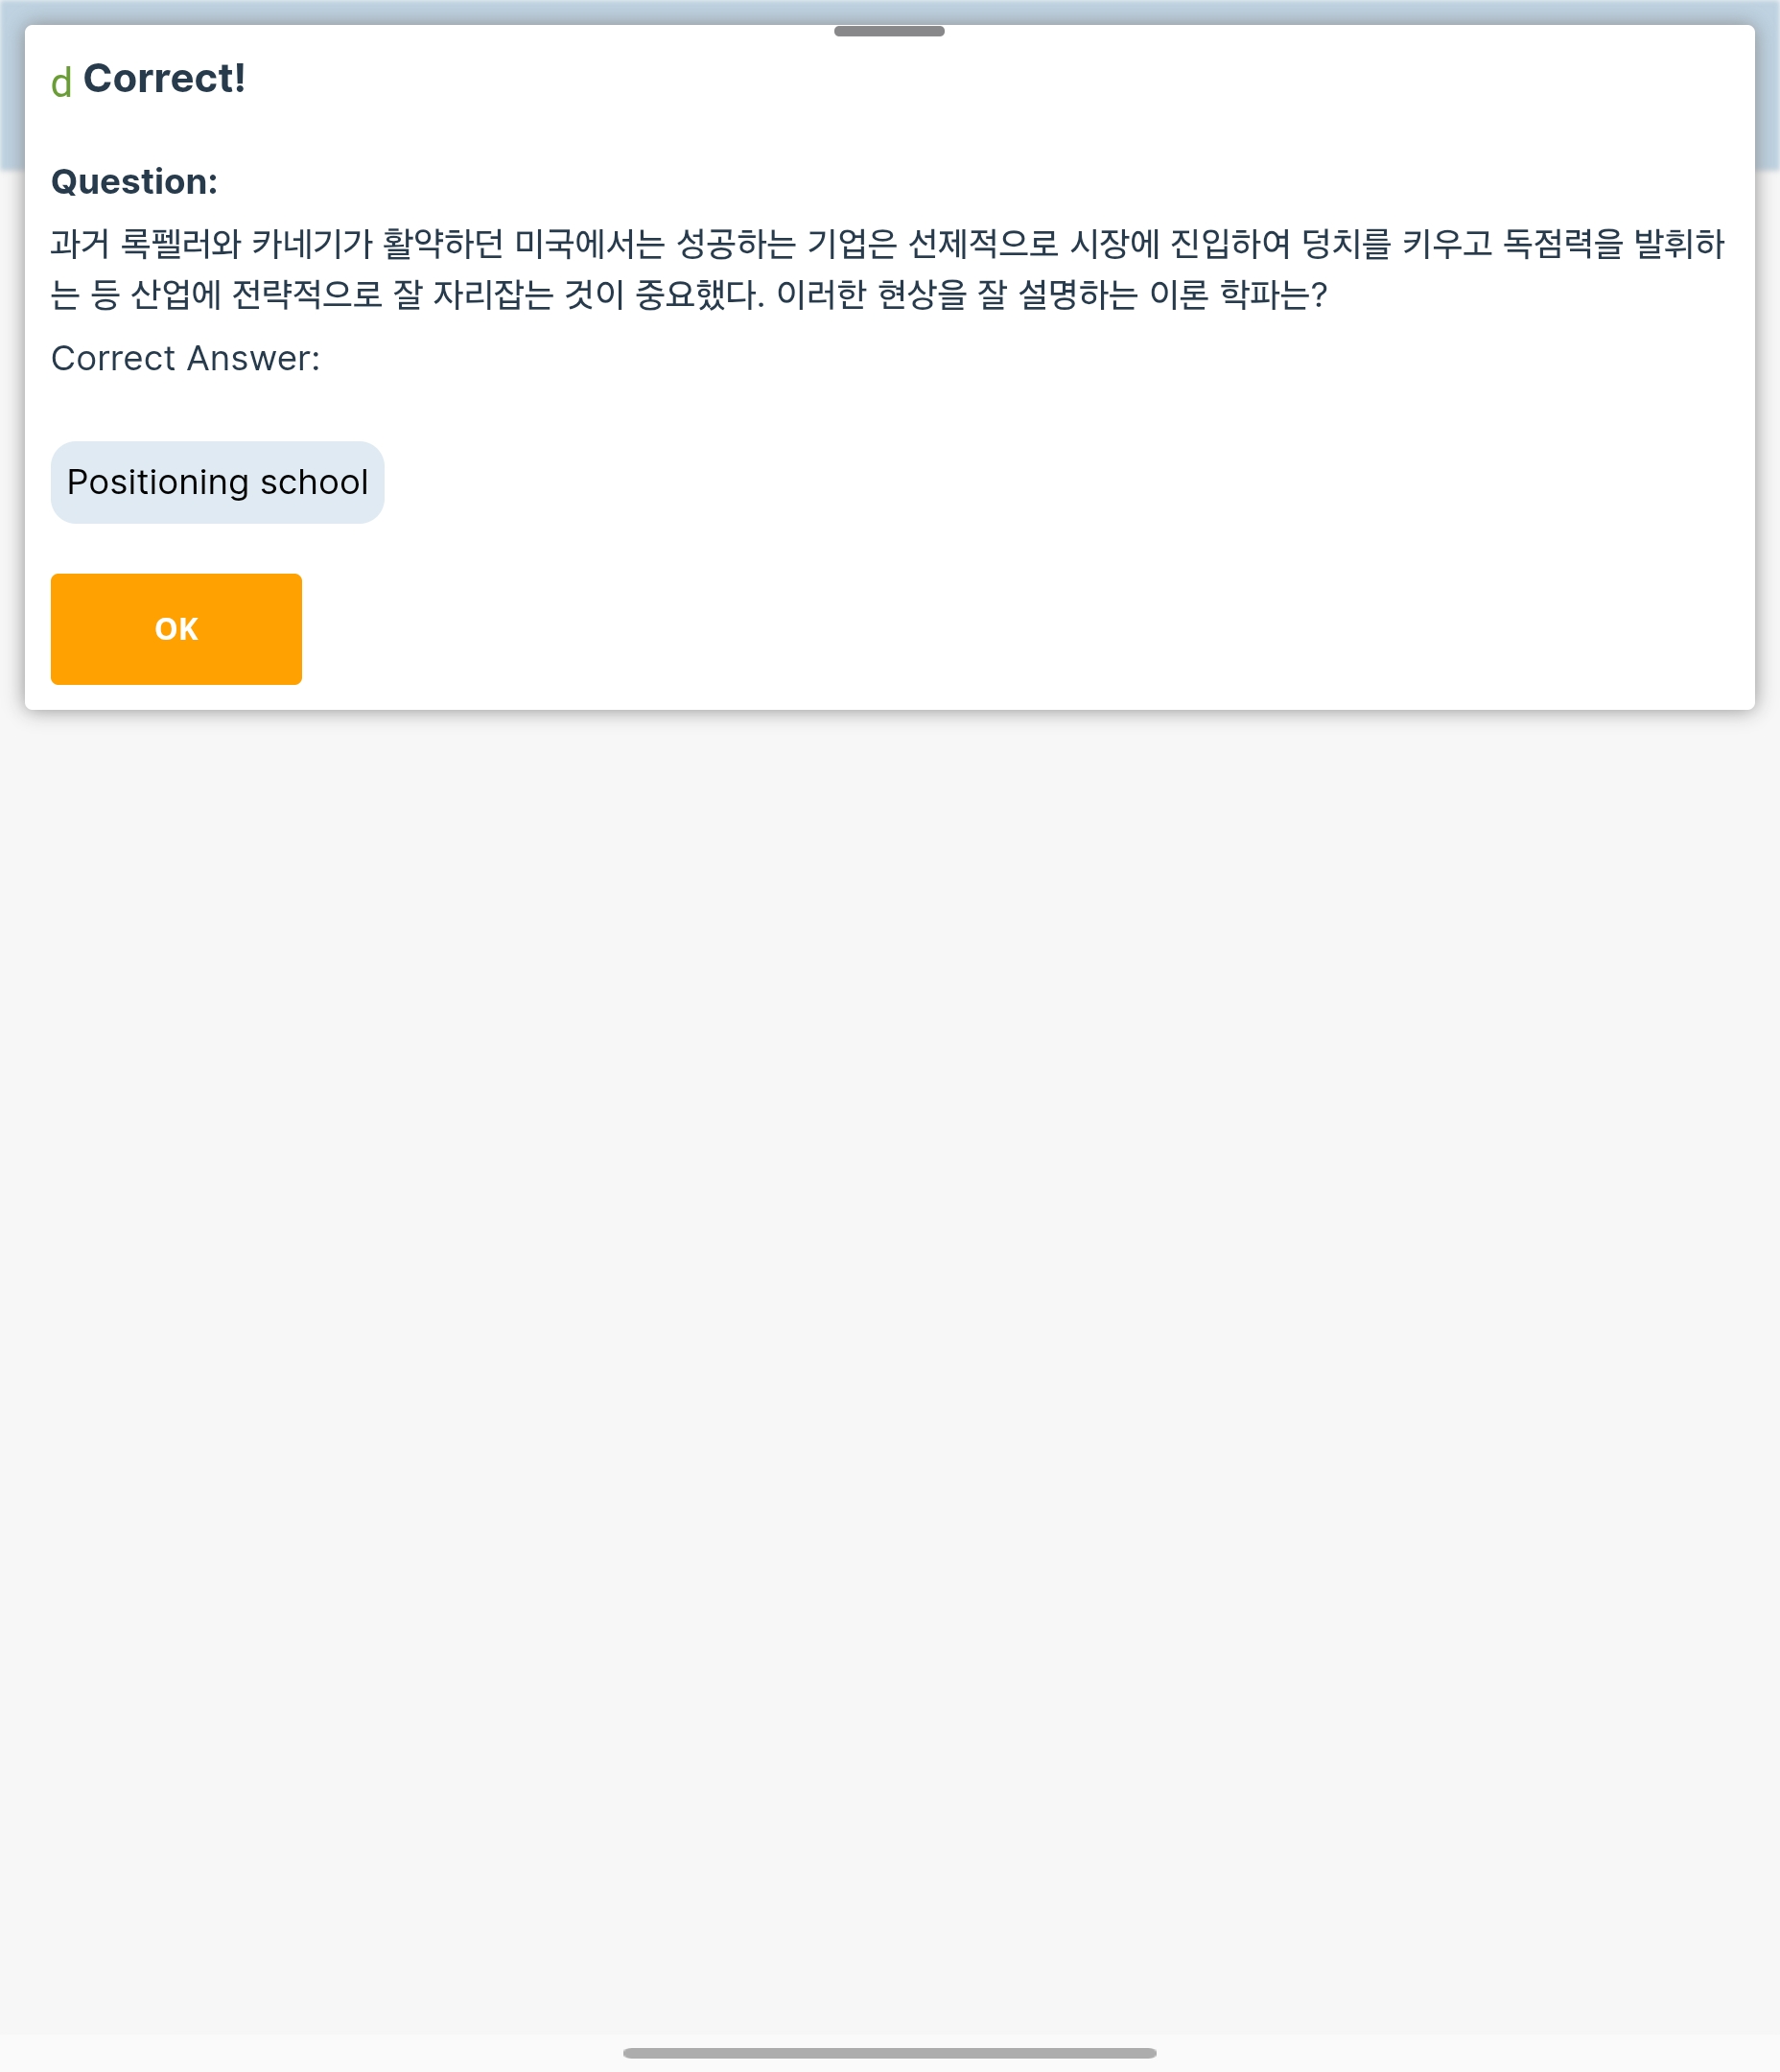 d Correct!
Question:
과거 록펠러와 카네기가 활약하던 미국에서는 성공하는 기업은 선제적으로 시장에 진입하여 덩치를 키우고 독점력을 발휘하
는 등 산업에 전략적으로 잘 자리잡는 것이 중요했다. 이러한 현상을 잘 설명하는 이론 학파는?
Correct Answer:
Positioning school
OK